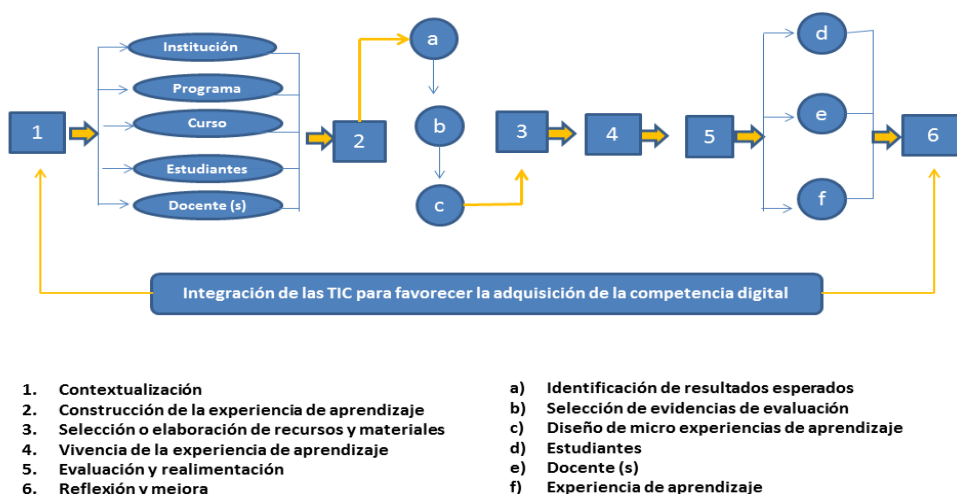 Institución
Programa
Curso
Estudiantes
Docente (s)
1
2
a
b
c
3
4
5
d
e
f
6
Integración de las TIC para favorecer la adquisición de la competencia digital
1. Contextualización
2. Construcción de la experiencia de aprendizaje
3. Selección o elaboración de recursos y materiales
4. Vivencia de la experiencia de aprendizaje
5. Evaluación y realimentación
6. Reflexión y mejora
a) Identificación de resultados esperados
b) Selección de evidencias de evaluación
c) Diseño de micro experiencias de aprendizaje
d) Estudiantes
e) Docente (s)
f) Experiencia de aprendizaje